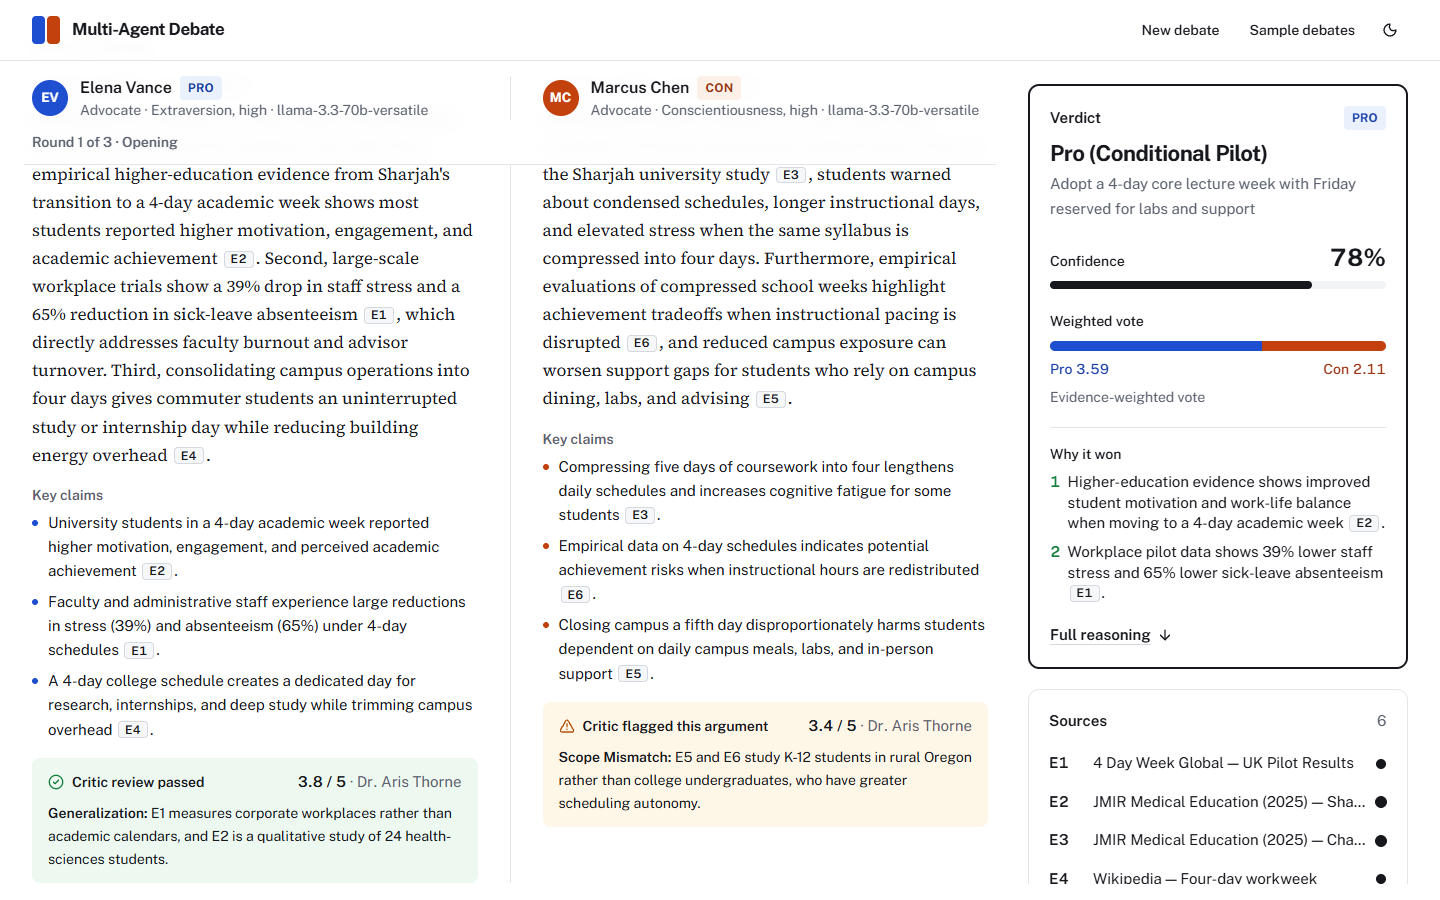 Multi-Agent Debate
New debate
Sample debates
EV
Elena Vance PRO
Advocate · Extraversion, high · llama-3.3-70b-versatile
MC
Marcus Chen CON
Advocate · Conscientiousness, high · llama-3.3-70b-versatile
Round 1 of 3 · Opening
empirical higher-education evidence from Sharjah's
transition to a 4-day academic week shows most
students reported higher motivation, engagement, and
academic achievement E2 . Second, large-scale
workplace trials show a 39% drop in staff stress and a
65% reduction in sick-leave absenteeism E1 , which
directly addresses faculty burnout and advisor
turnover. Third, consolidating campus operations into
four days gives commuter students an uninterrupted
study or internship day while reducing building
energy overhead E4 .
Key claims
University students in a 4-day academic week reported
higher motivation, engagement, and perceived academic
achievement E2 .
Faculty and administrative staff experience large reductions
in stress (39%) and absenteeism (65%) under 4-day
schedules E1 .
A 4-day college schedule creates a dedicated day for
research, internships, and deep study while trimming campus
overhead E4 .
Critic review passed 3.8 / 5 · Dr. Aris Thorne
Generalization: E1 measures corporate workplaces rather than
academic calendars, and E2 is a qualitative study of 24 health-
sciences students.
the Sharjah university study E3 , students warned
about condensed schedules, longer instructional days,
and elevated stress when the same syllabus is
compressed into four days. Furthermore, empirical
evaluations of compressed school weeks highlight
achievement tradeoffs when instructional pacing is
disrupted E6 , and reduced campus exposure can
worsen support gaps for students who rely on campus
dining, labs, and advising E5 .
Key claims
Compressing five days of coursework into four lengthens
daily schedules and increases cognitive fatigue for some
students E3 .
Empirical data on 4-day schedules indicates potential
achievement risks when instructional hours are redistributed
E6 .
Closing campus a fifth day disproportionately harms students
dependent on daily campus meals, labs, and in-person
support E5 .
Critic flagged this argument 3.4 / 5 · Dr. Aris Thorne
Scope Mismatch: E5 and E6 study K-12 students in rural Oregon
rather than college undergraduates, who have greater
scheduling autonomy.
Verdict PRO
Pro (Conditional Pilot)
Adopt a 4-day core lecture week with Friday
reserved for labs and support
Confidence 78%
Weighted vote
Pro 3.59 Con 2.11
Evidence-weighted vote
Why it won
1 Higher-education evidence shows improved
student motivation and work-life balance
when moving to a 4-day academic week E2 .
2 Workplace pilot data shows 39% lower staff
stress and 65% lower sick-leave absenteeism
E1 .
Full reasoning ↓
Sources 6
E1 4 Day Week Global — UK Pilot Results
E2 JMIR Medical Education (2025) — Sha...
E3 JMIR Medical Education (2025) — Cha...
E4 Wikipedia — Four-day workweek